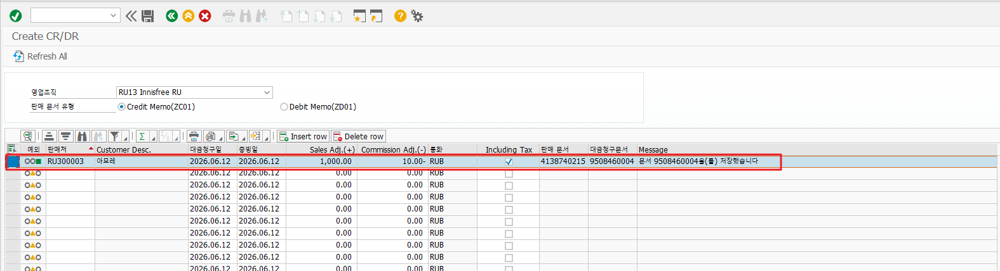 Create CR/DR
Refresh All
영업조직 RU13 Innisfree RU
판매 문서 유형 Credit Memo(ZC01) Debit Memo(ZD01)
Insert row Delete row
예외 판매처 Customer Desc. 대금청구일 증빙일 Sales Adj.(+) Commission Adj.(-) 통화 Including Tax 판매 문서 대금청구문서 Message
RU300003 아모레 2026.06.12 2026.06.12 1,000.00 10.00- RUB 4138740215 9508460004 문서 9508460004을(를) 저장했습니다
2026.06.12 2026.06.12 0.00 0.00 RUB
2026.06.12 2026.06.12 0.00 0.00 RUB
2026.06.12 2026.06.12 0.00 0.00 RUB
2026.06.12 2026.06.12 0.00 0.00 RUB
2026.06.12 2026.06.12 0.00 0.00 RUB
2026.06.12 2026.06.12 0.00 0.00 RUB
2026.06.12 2026.06.12 0.00 0.00 RUB
2026.06.12 2026.06.12 0.00 0.00 RUB
2026.06.12 2026.06.12 0.00 0.00 RUB